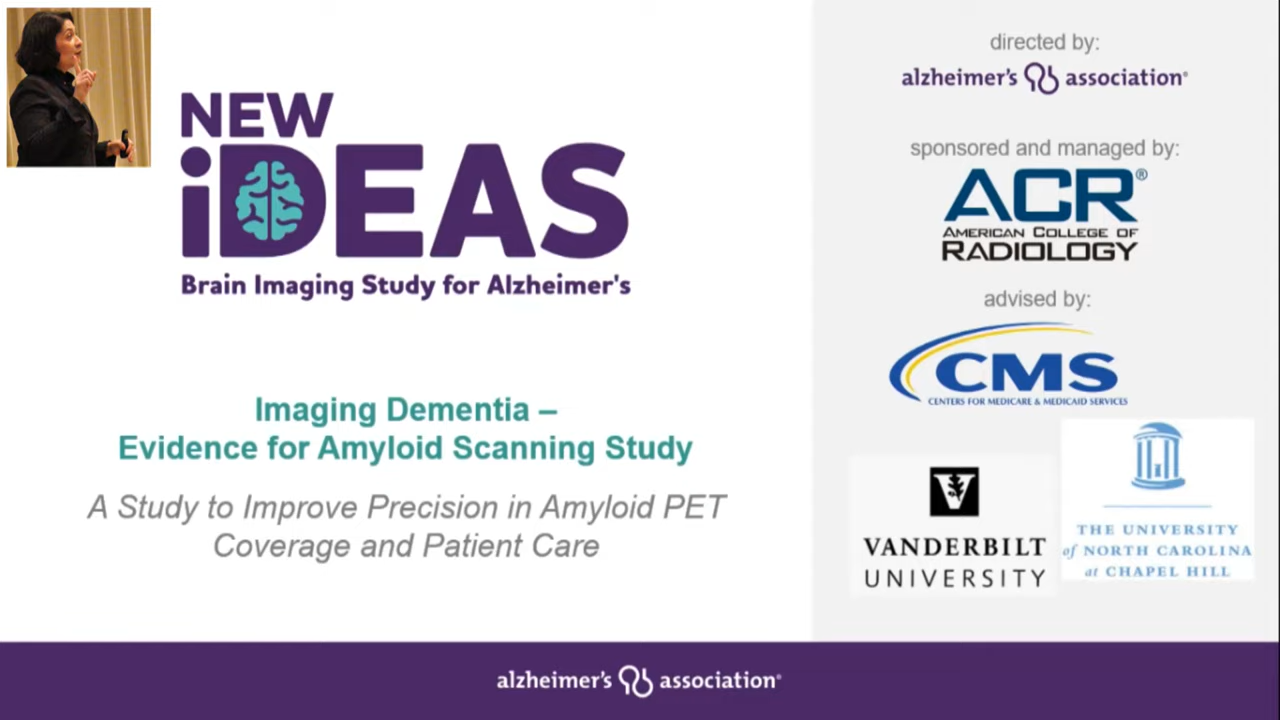 NEW
iDEAS
Brain Imaging Study for Alzheimer's
Imaging Dementia –
Evidence for Amyloid Scanning Study
A Study to Improve Precision in Amyloid PET
Coverage and Patient Care
directed by:
alzheimer's association®
sponsored and managed by:
ACR®
AMERICAN COLLEGE OF
RADIOLOGY
advised by:
CMS
CENTERS FOR MEDICARE & MEDICAID SERVICES
V
VANDERBILT
UNIVERSITY
THE UNIVERSITY
of NORTH CAROLINA
at CHAPEL HILL
alzheimer's association®